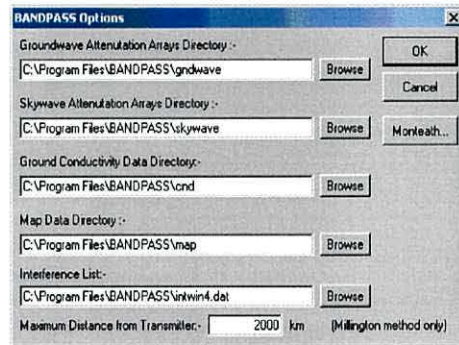 BANDPASS Options
Groundwave Attenutation Arrays Directory :-
C:\Program Files\BANDPASS\gndwave
Browse
OK
Cancel
Skywave Attenutation Arrays Directory :-
C:\Program Files\BANDPASS\skywave
Browse
Monteath...
Ground Conductivity Data Directory:-
C:\Program Files\BANDPASS\cnd
Browse
Map Data Directory :-
C:\Program Files\BANDPASS\map
Browse
Interference List:-
C:\Program Files\BANDPASS\intwin4.dat
Browse
Maximum Distance from Transmitter:- 2000 km (Millington method only)